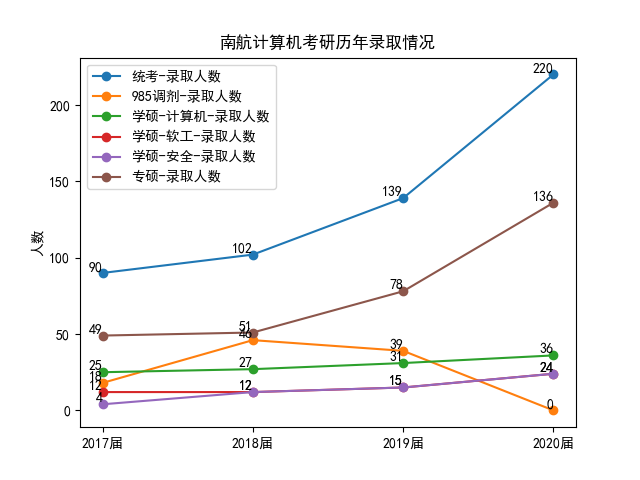 南航计算机考研历年录取情况
统考-录取人数
985调剂-录取人数
学硕-计算机-录取人数
学硕-软工-录取人数
学硕-安全-录取人数
专硕-录取人数
人数
200
150
100
50
0
90
102
139
220
49
51
78
136
18
46
39
0
25
27
31
36
12
12
15
24
4
12
15
24
2017届
2018届
2019届
2020届